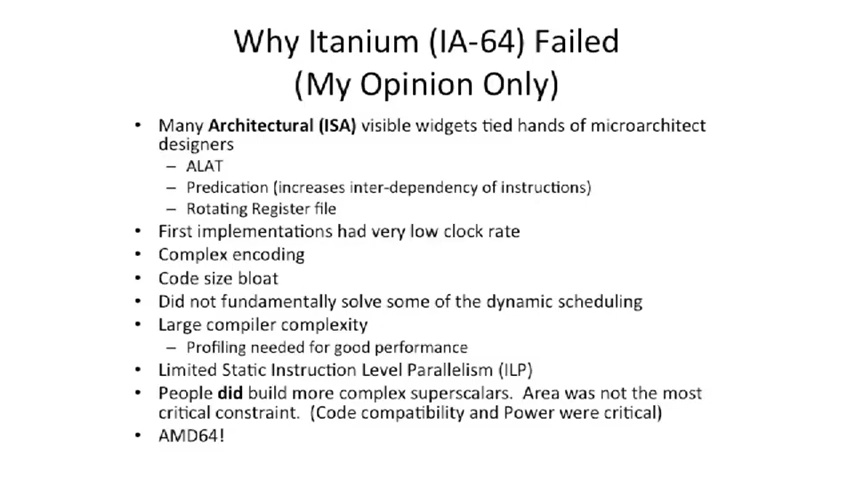 Why Itanium (IA-64) Failed
(My Opinion Only)
• Many Architectural (ISA) visible widgets tied hands of microarchitect
designers
– ALAT
– Predication (increases inter-dependency of instructions)
– Rotating Register file
• First implementations had very low clock rate
• Complex encoding
• Code size bloat
• Did not fundamentally solve some of the dynamic scheduling
• Large compiler complexity
– Profiling needed for good performance
• Limited Static Instruction Level Parallelism (ILP)
• People did build more complex superscalars. Area was not the most
critical constraint. (Code compatibility and Power were critical)
• AMD64!